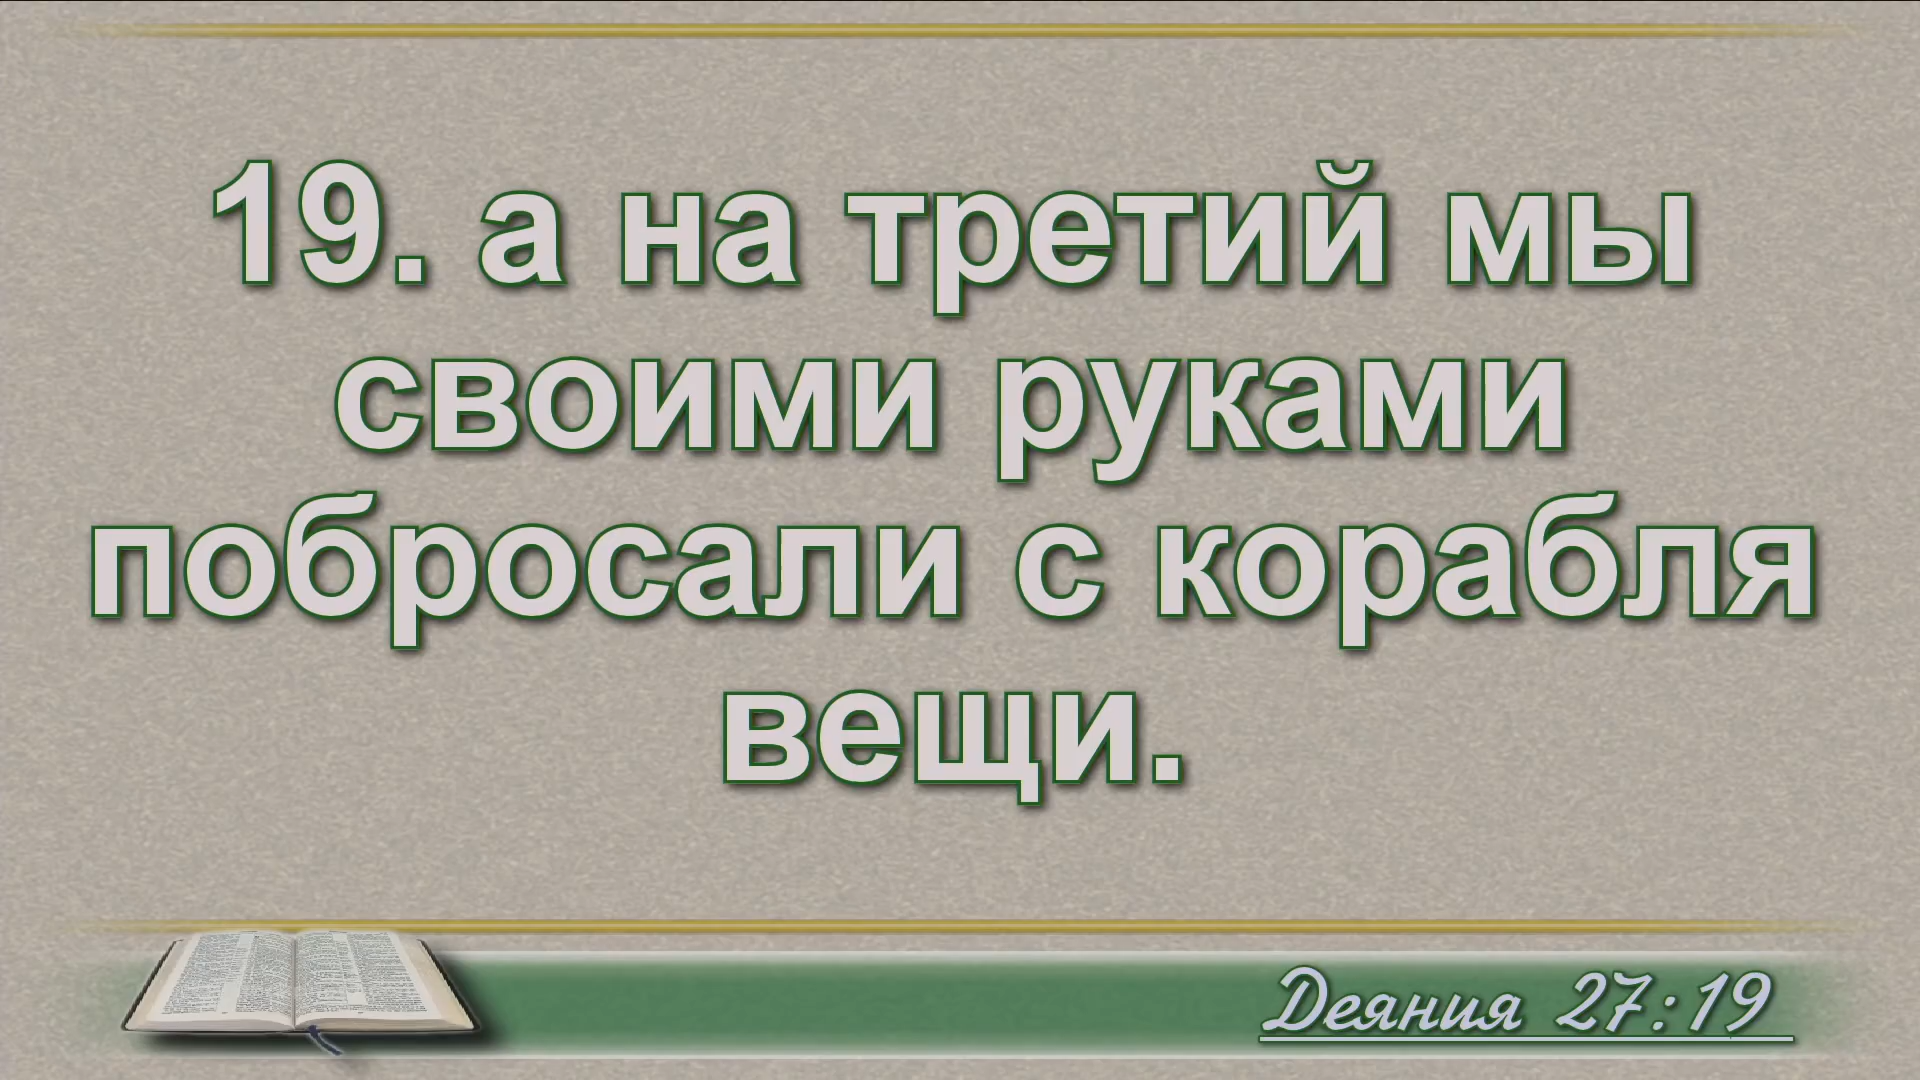 19. а на третий мы
своими руками
побросали с корабля
вещи.
Деяния 27:19